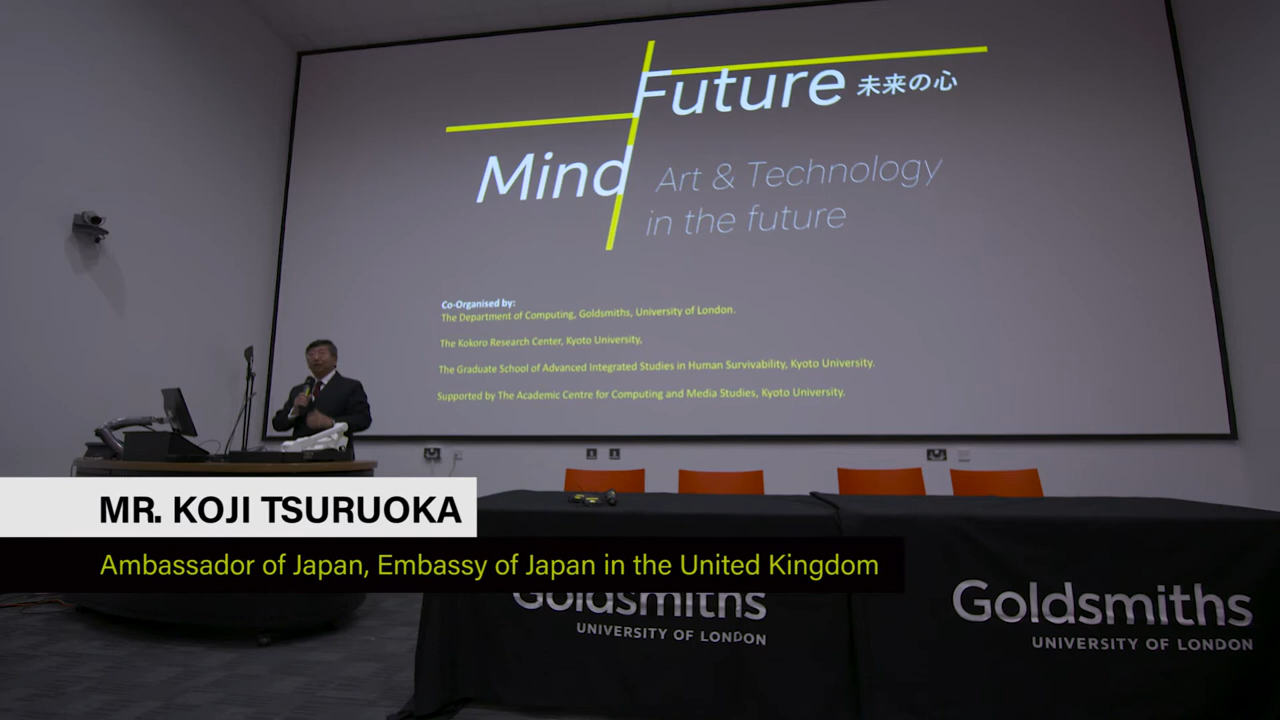 Future 未来の心
Mind
Art & Technology
in the future
Co-Organised by:
The Department of Computing, Goldsmiths, University of London.
The Kokoro Research Center, Kyoto University,
The Graduate School of Advanced Integrated Studies in Human Survivability, Kyoto University.
Supported by The Academic Centre for Computing and Media Studies, Kyoto University.
MR. KOJI TSURUOKA
Ambassador of Japan, Embassy of Japan in the United Kingdom
Goldsmiths
UNIVERSITY OF LONDON
Goldsmiths
UNIVERSITY OF LONDON